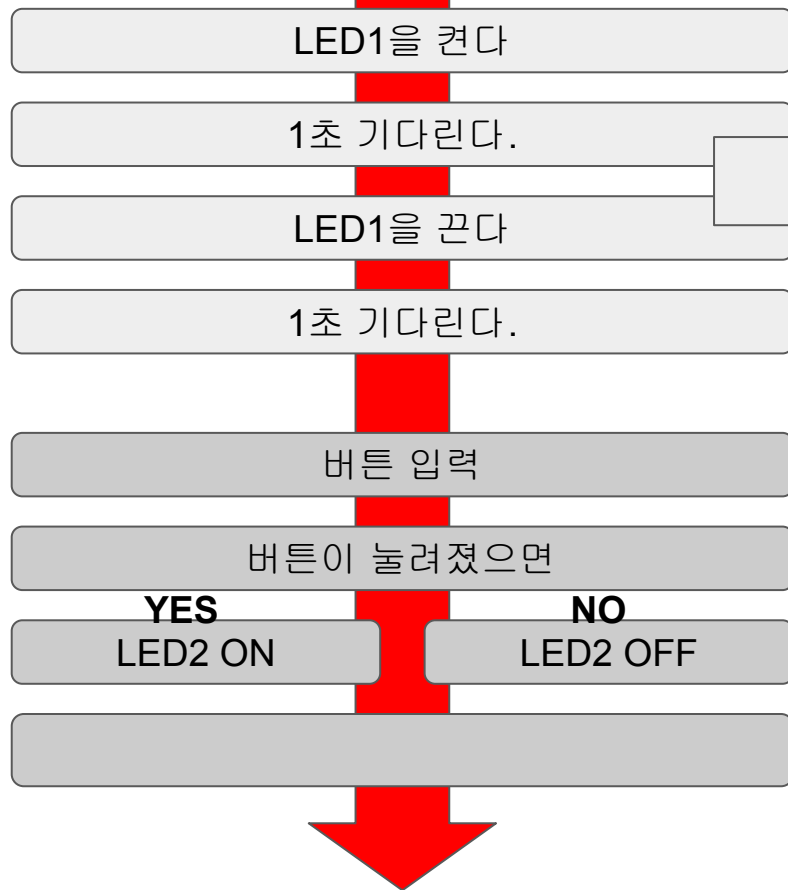 LED1을 켠다
1초 기다린다.
LED1을 끈다
1초 기다린다.
버튼 입력
버튼이 눌려졌으면
YES NO
LED2 ON LED2 OFF